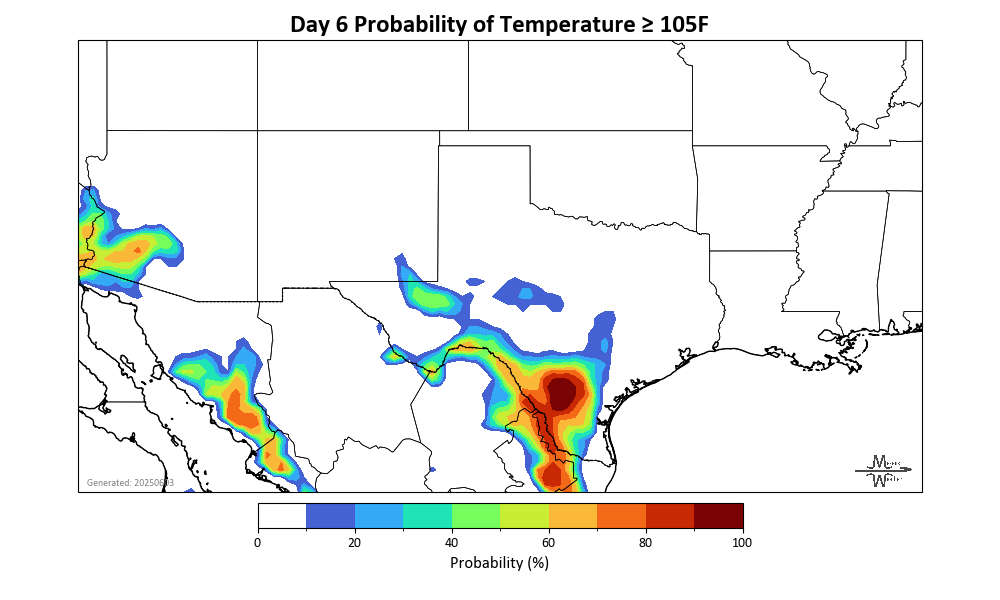 Day 6 Probability of Temperature ≥ 105F
Generated: 20250603
0 20 40 60 80 100
Probability (%)